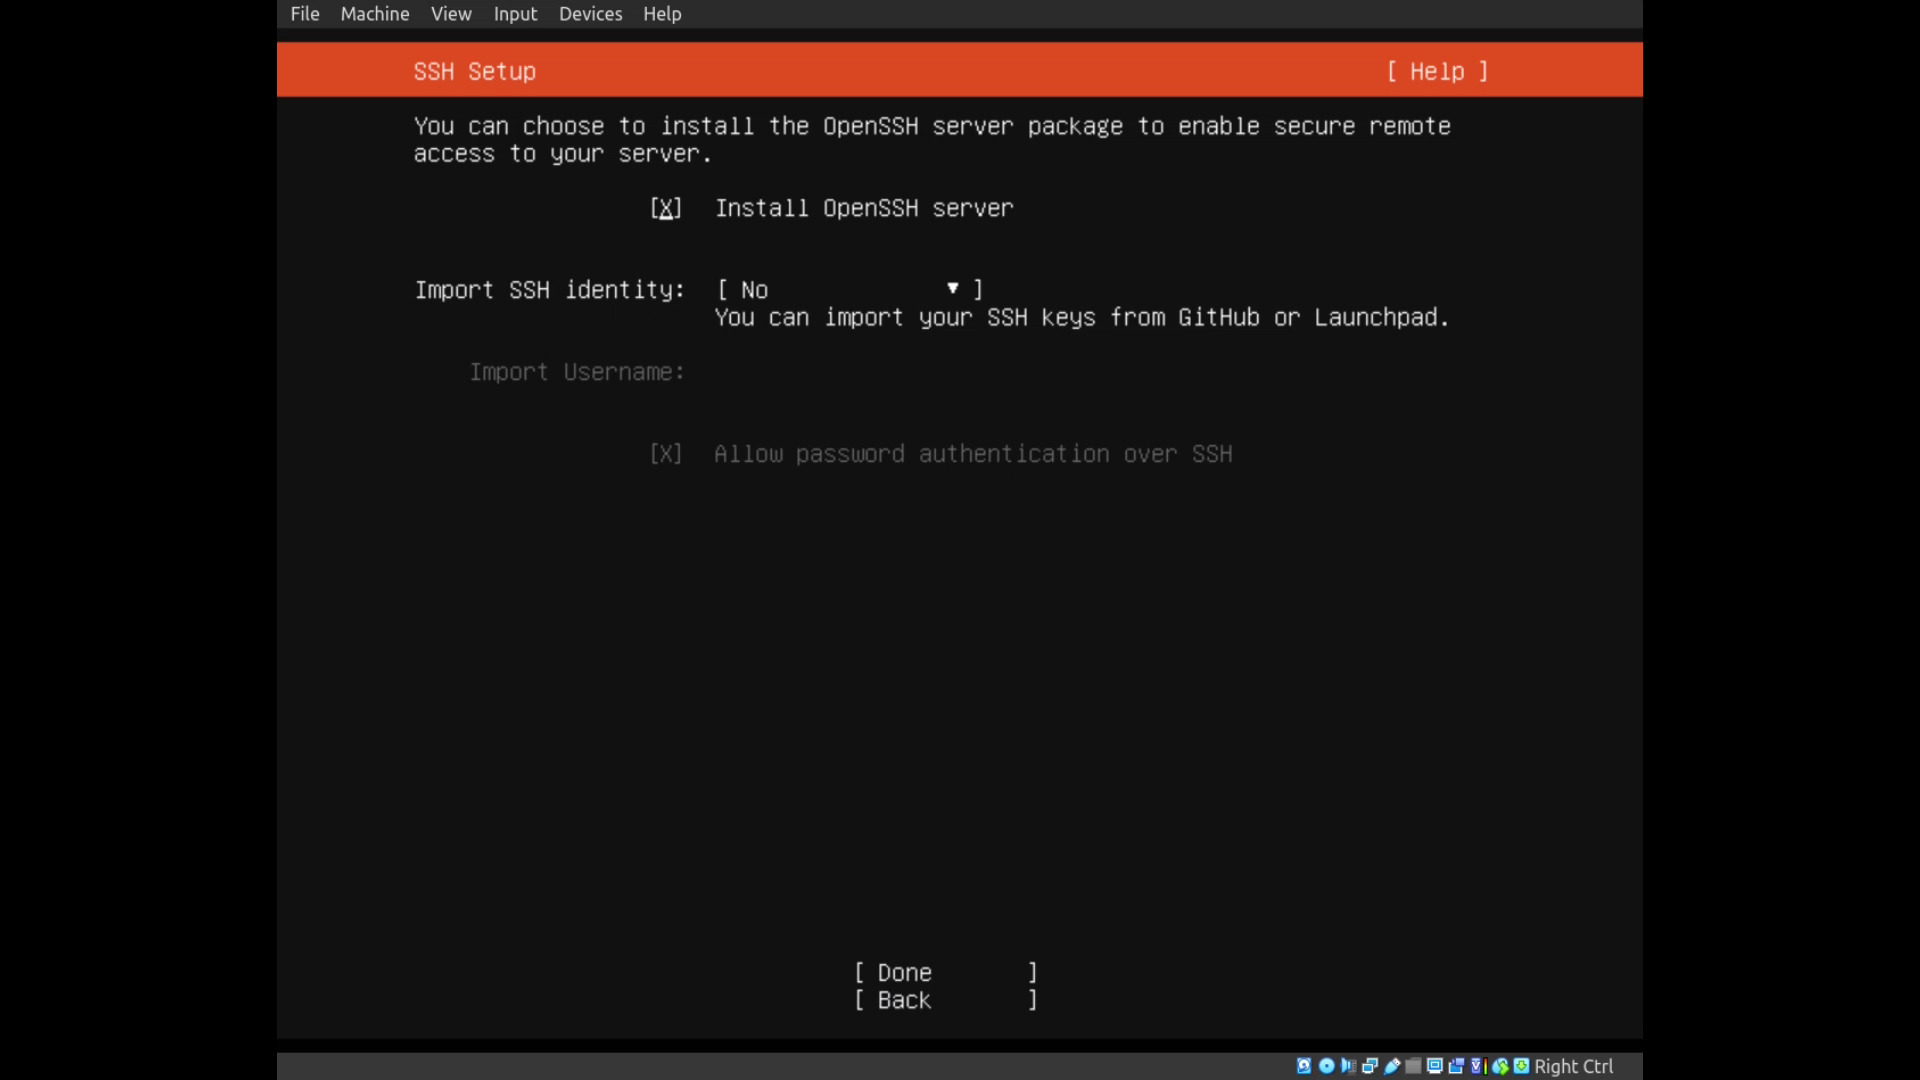 File Machine View Input Devices Help
SSH Setup [ Help ]
You can choose to install the OpenSSH server package to enable secure remote
access to your server.
[X] Install OpenSSH server
Import SSH identity: [ No ▾ ]
You can import your SSH keys from GitHub or Launchpad.
Import Username:
[X] Allow password authentication over SSH
[ Done ]
[ Back ]
Right Ctrl